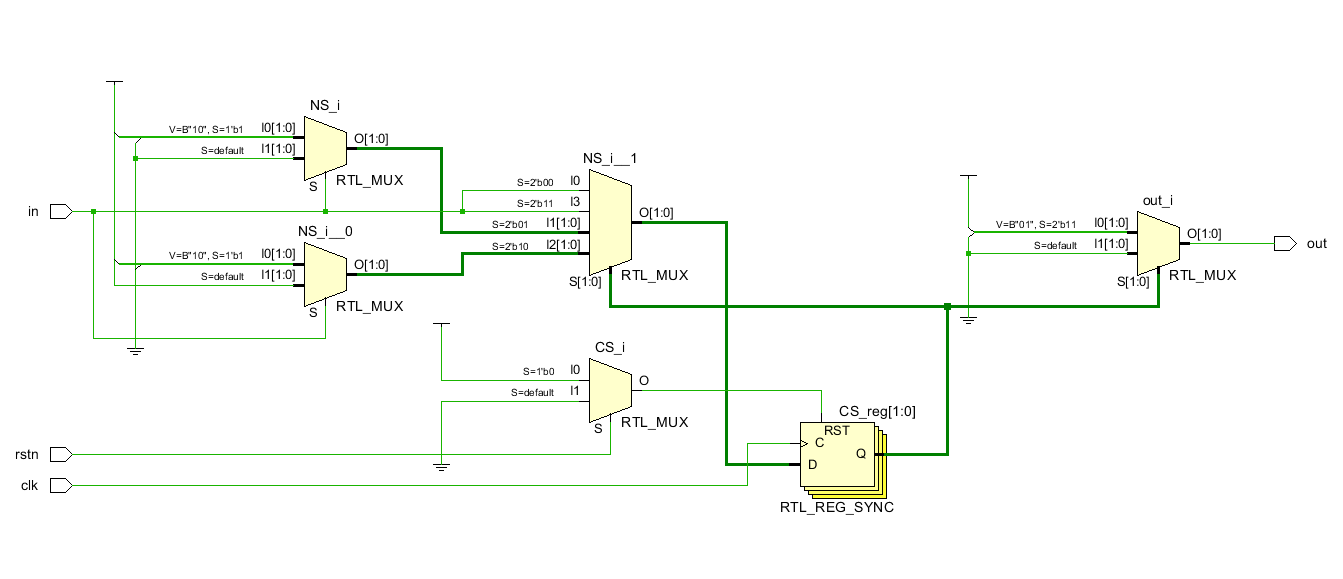 NS_i
V=B"10", S=1'b1 I0[1:0]
S=default I1[1:0]
O[1:0]
S
RTL_MUX
in
NS_i__0
V=B"10", S=1'b1 I0[1:0]
S=default I1[1:0]
O[1:0]
S
RTL_MUX
NS_i__1
S=2'b00 I0
S=2'b11 I3
S=2'b01 I1[1:0]
S=2'b10 I2[1:0]
O[1:0]
S[1:0]
RTL_MUX
out_i
V=B"01", S=2'b11 I0[1:0]
S=default I1[1:0]
O[1:0]
S[1:0]
RTL_MUX
out
CS_i
S=1'b0 I0
S=default I1
O
S
RTL_MUX
rstn
clk
CS_reg[1:0]
RST
C
Q
D
RTL_REG_SYNC